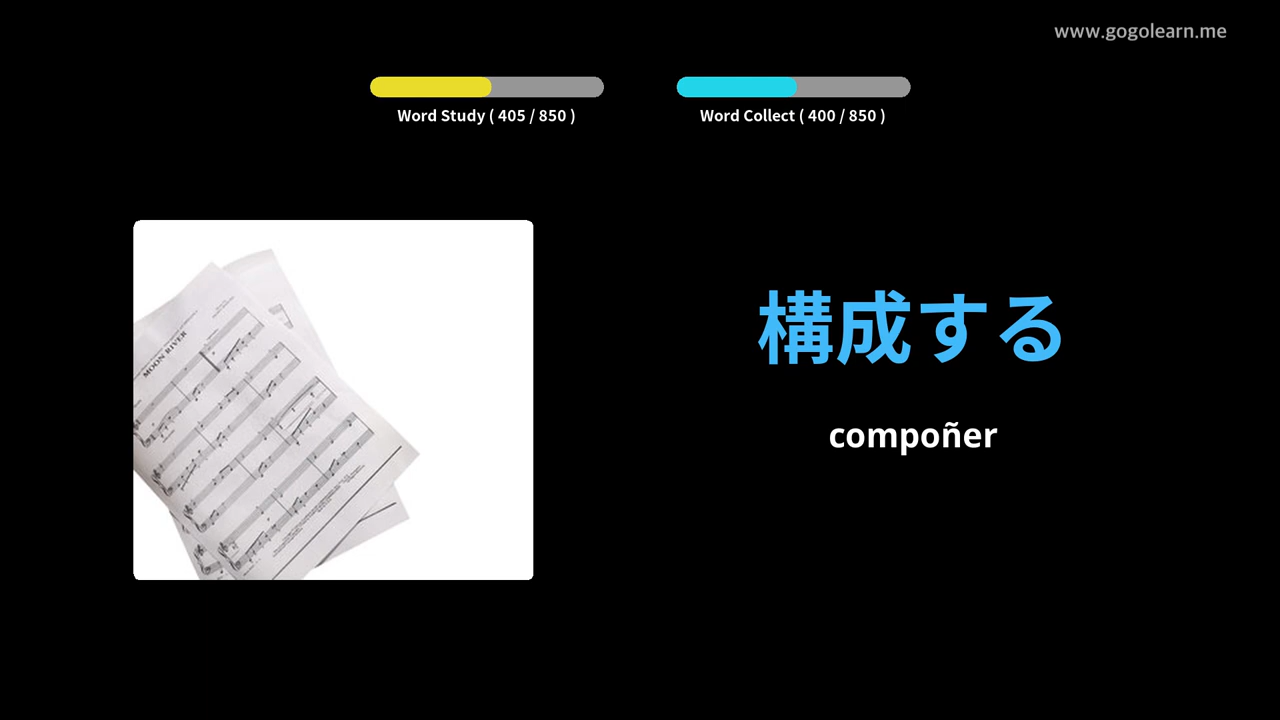 www.gogolearn.me
Word Study ( 405 / 850 )
Word Collect ( 400 / 850 )
MOON RIVER
構成する
compoñer